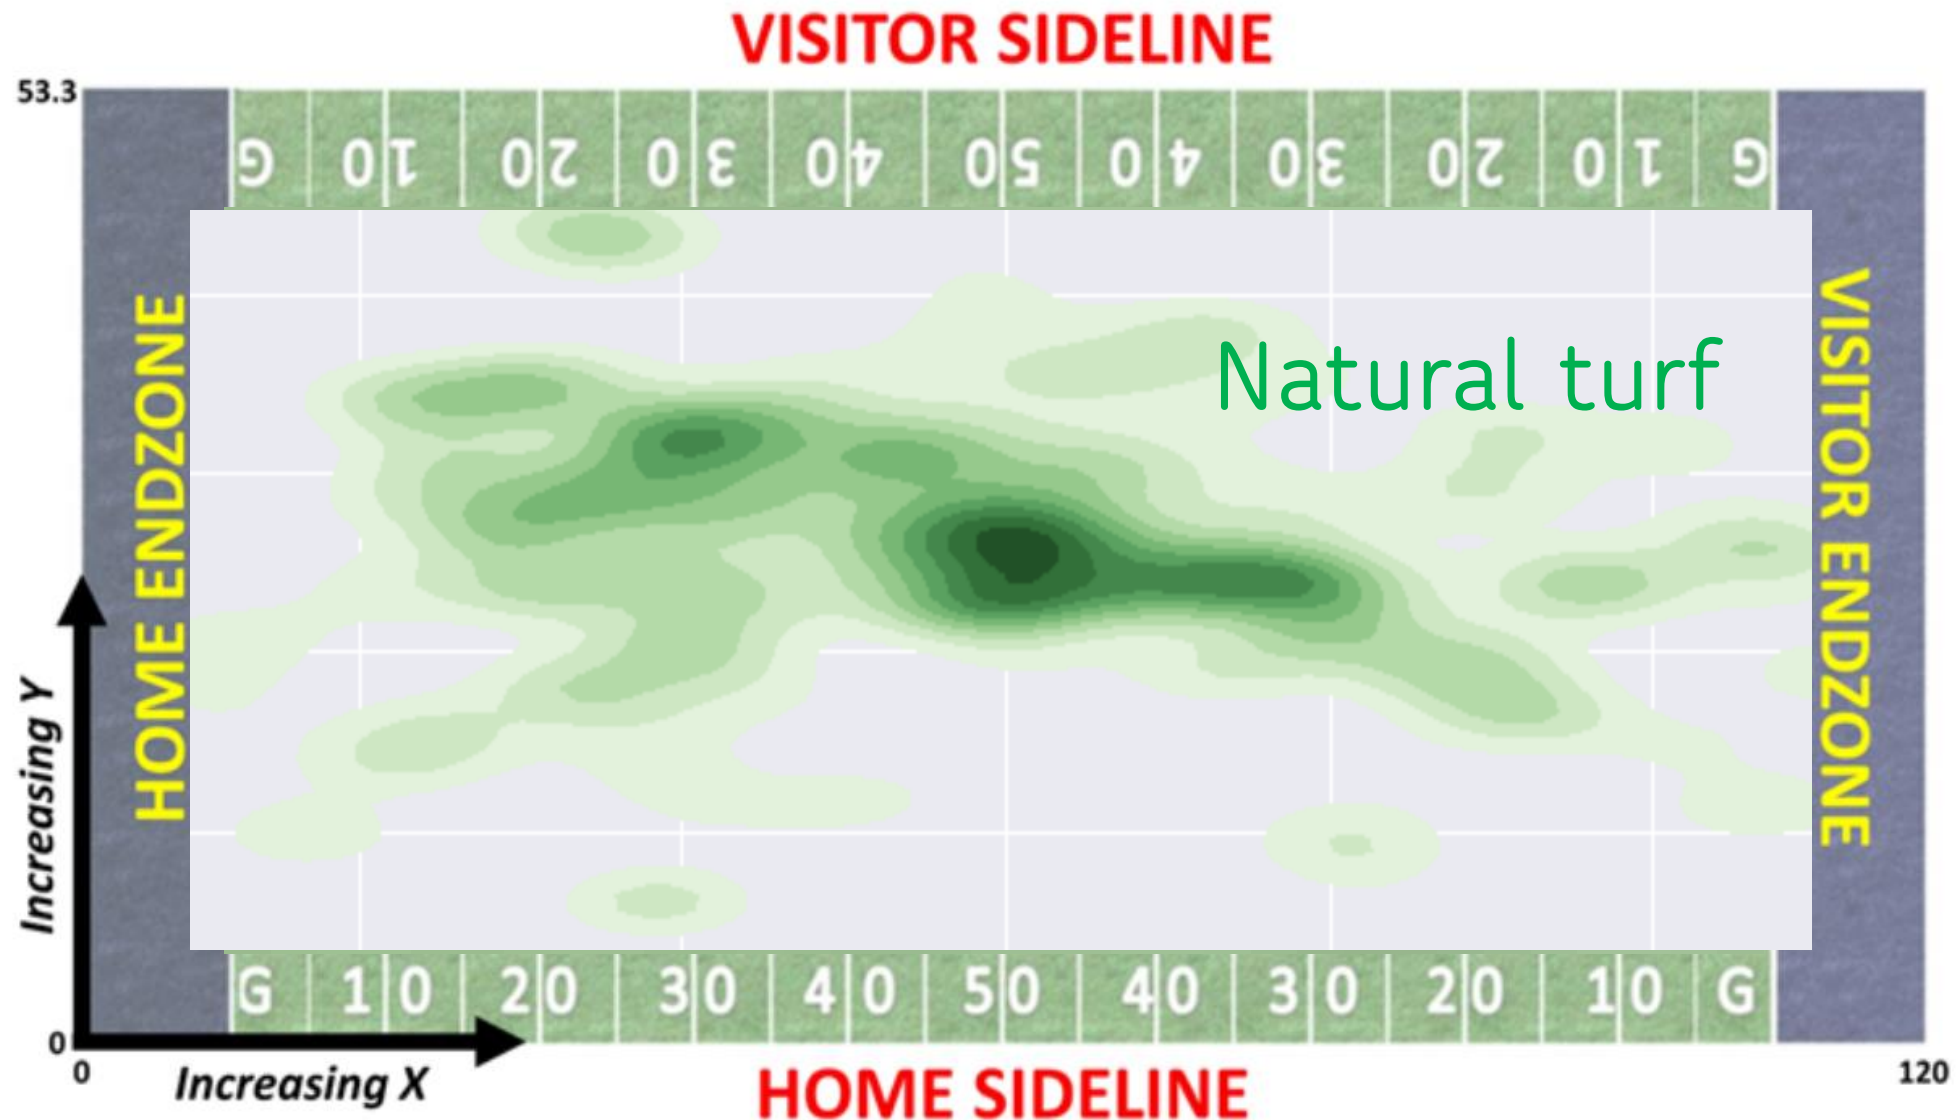 VISITOR SIDELINE
53.3
G 10 20 30 40 50 40 30 20 10 G
Natural turf
HOME ENDZONE
VISITOR ENDZONE
Increasing Y
G 10 20 30 40 50 40 30 20 10 G
0
0
Increasing X
HOME SIDELINE
120